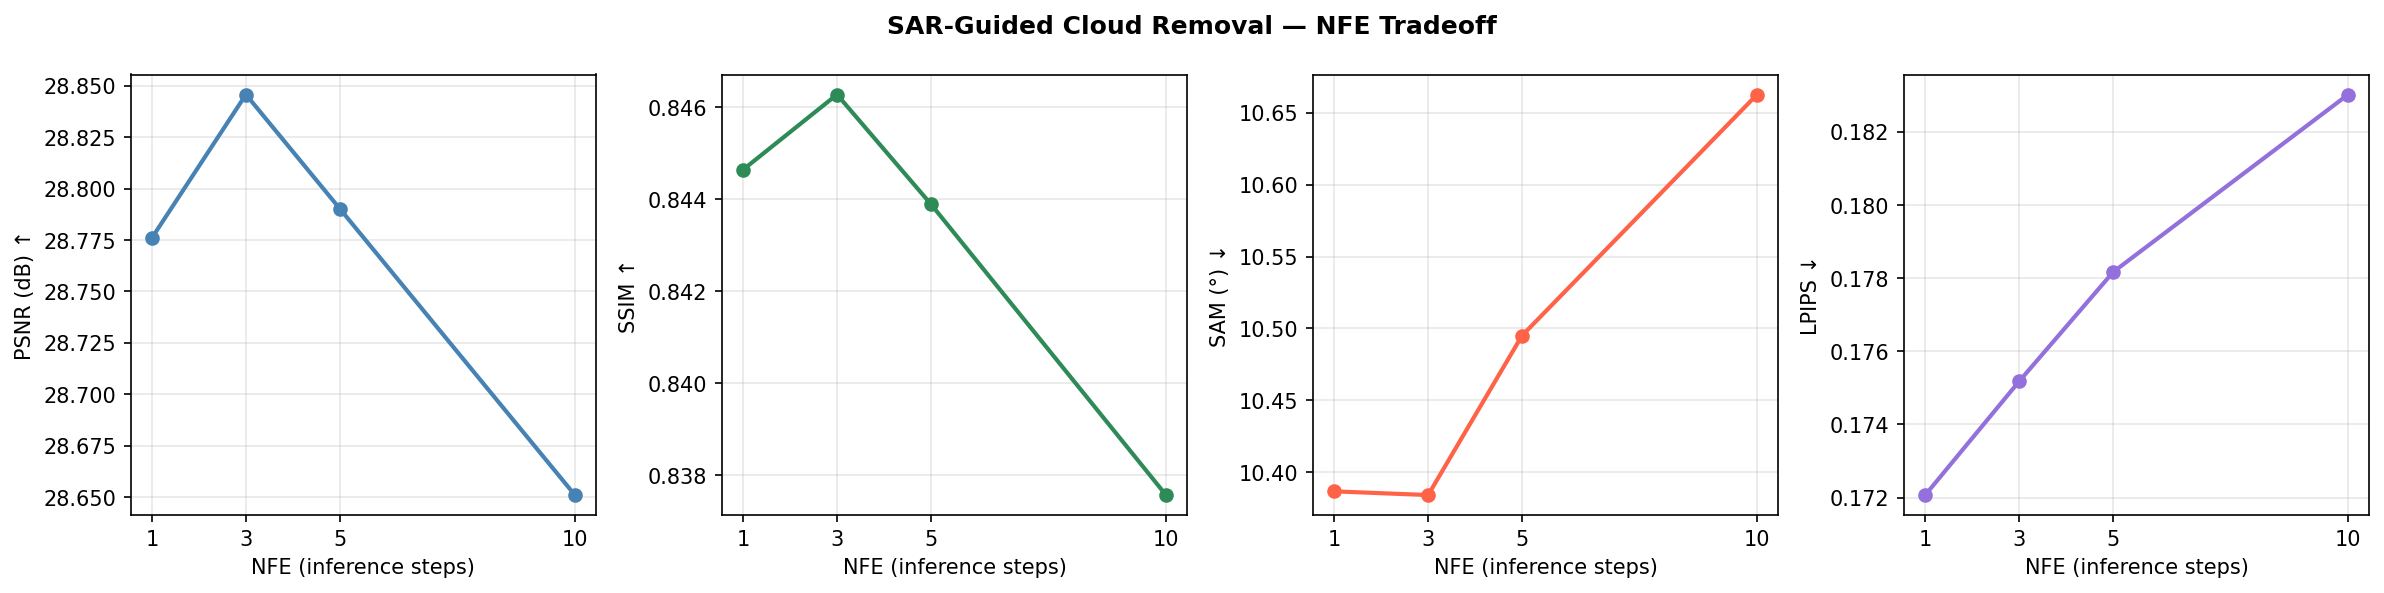 SAR-Guided Cloud Removal — NFE Tradeoff
PSNR (dB) ↑
28.850
28.825
28.800
28.775
28.750
28.725
28.700
28.675
28.650
1 3 5 10
NFE (inference steps)
SSIM ↑
0.846
0.844
0.842
0.840
0.838
1 3 5 10
NFE (inference steps)
SAM (°) ↓
10.65
10.60
10.55
10.50
10.45
10.40
1 3 5 10
NFE (inference steps)
LPIPS ↓
0.182
0.180
0.178
0.176
0.174
0.172
1 3 5 10
NFE (inference steps)